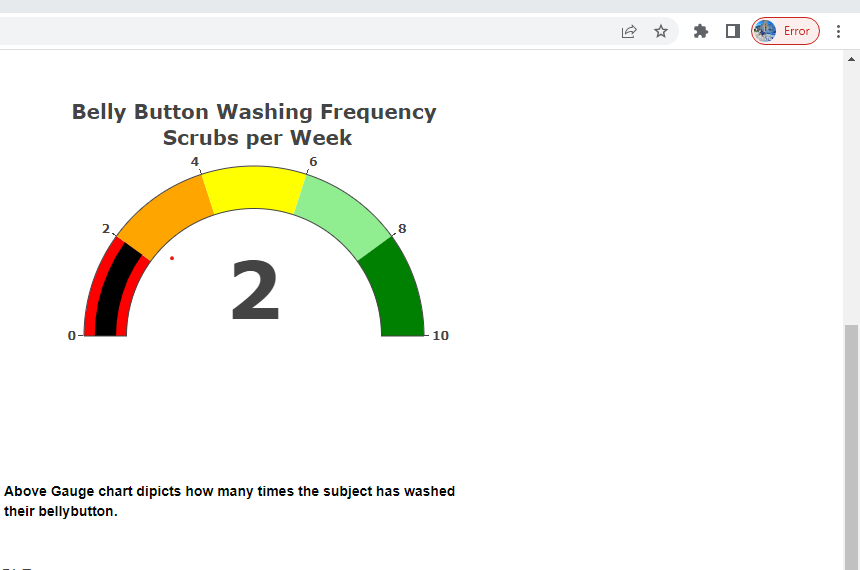 Error
Belly Button Washing Frequency
Scrubs per Week
4
6
2
8
2
0
10
Above Gauge chart dipicts how many times the subject has washed
their bellybutton.